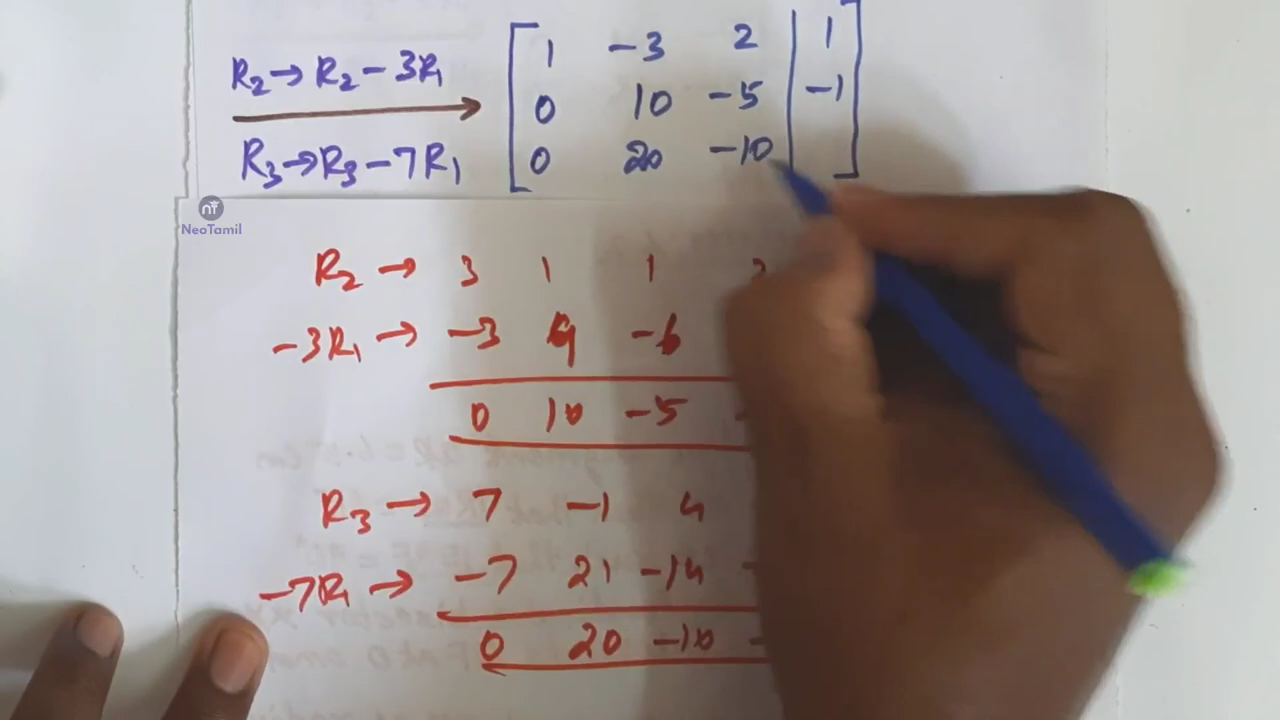 R₂→R₂-3R₁
R₃→R₃-7R₁
1 -3 2 | 1
0 10 -5 | -1
0 20 -10
NeoTamil
R₂ → 3 1 1
-3R₁ → -3 9 -6
0 10 -5
R₃ → 7 -1 4
-7R₁ → -7 21 -14
0 20 -10